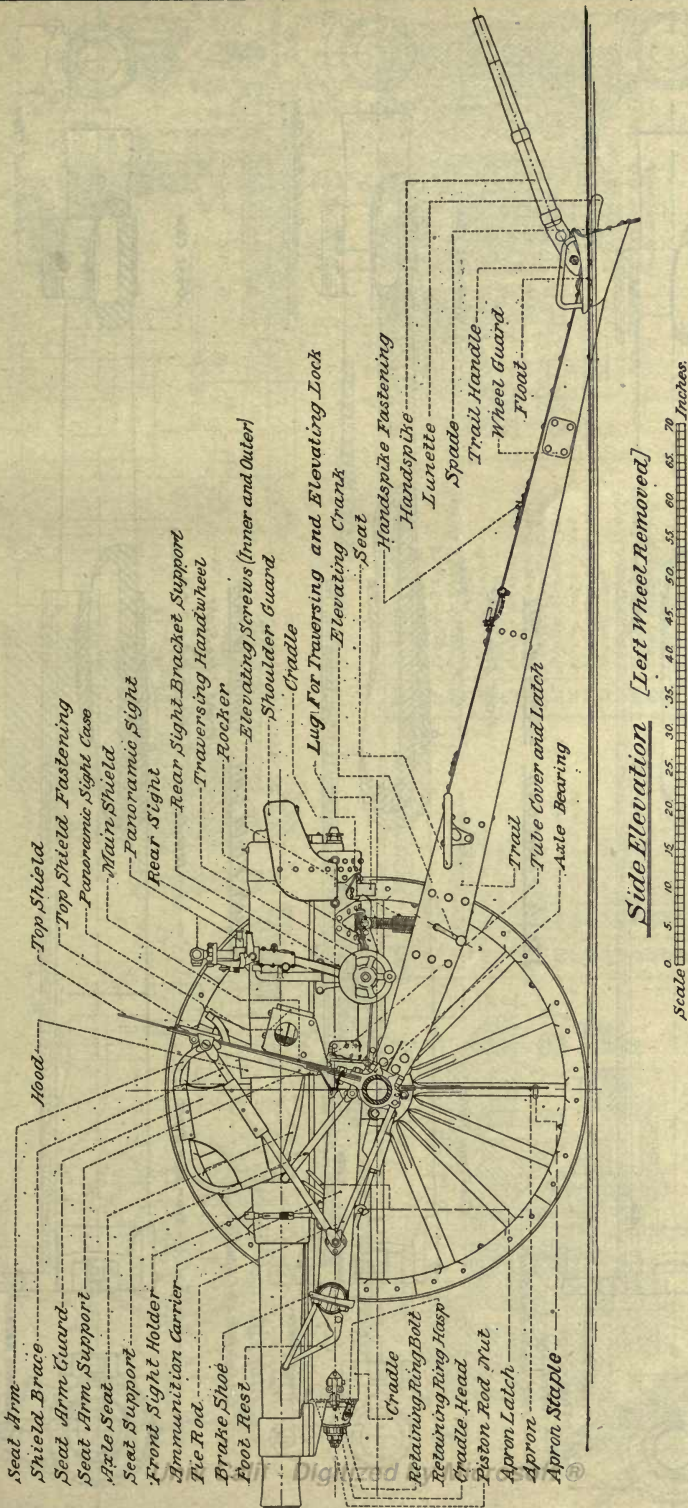 Seat Arm
Shield Brace
Seat Arm Guard
Seat Arm Support
Axle Seat
Seat Support
Front Sight Holder
Ammunition Carrier
Tie Rod
Brake Shoe
Foot Rest
Hood
Top Shield
Top Shield Fastening
Panoramic Sight Case
Main Shield
Panoramic Sight
Rear Sight
Rear Sight Bracket Support
Traversing Handwheel
Rocker
Elevating Screws (Inner and Outer)
Shoulder Guard
Cradle
Lug For Traversing and Elevating Lock
Elevating Crank
Seat
Handspike Fastening
Handspike
Lunette
Spade
Trail Handle
Wheel Guard
Float
Trail
Tube Cover and Latch
Axle Bearing
Cradle
Retaining Ring Bolt
Retaining Ring Hasp
Cradle Head
Piston Rod Nut
Apron Latch
Apron
Apron Staple
Side Elevation [Left Wheel Removed]
Scale 0 5 10 15 20 25 30 35 40 45 50 55 60 65 70 Inches.
Digitized by Microsoft ®